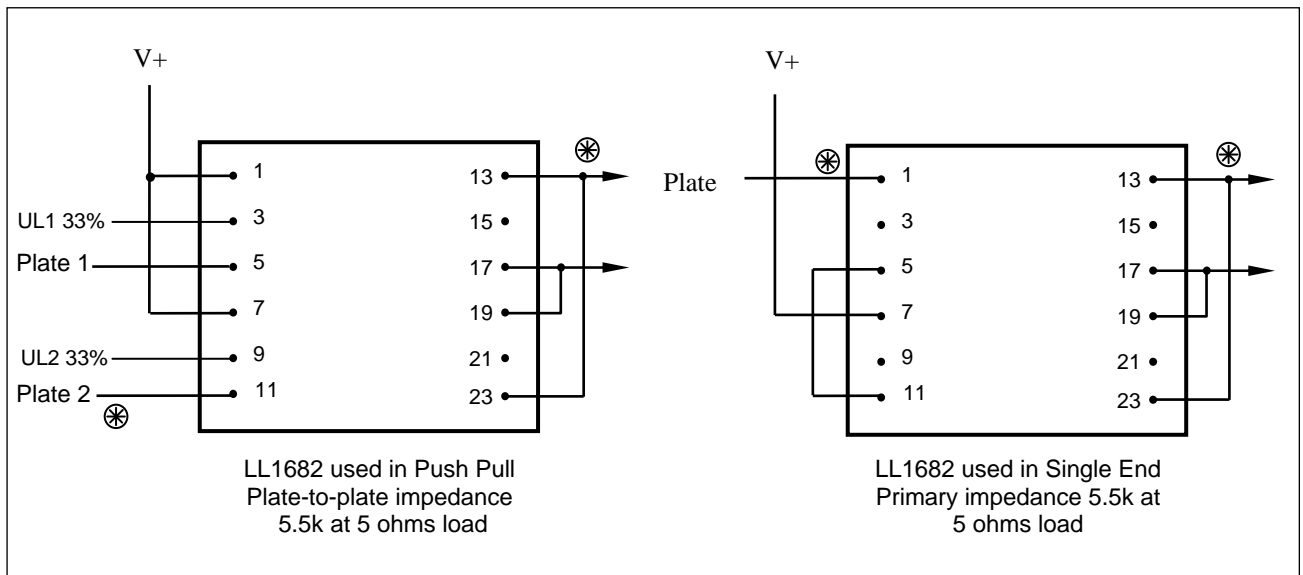 V+
1
UL1 33%
3
Plate 1
5
7
UL2 33%
9
Plate 2
11
13
15
17
19
21
23
LL1682 used in Push Pull
Plate-to-plate impedance
5.5k at 5 ohms load
V+
Plate
1
3
5
7
9
11
13
15
17
19
21
23
LL1682 used in Single End
Primary impedance 5.5k at
5 ohms load